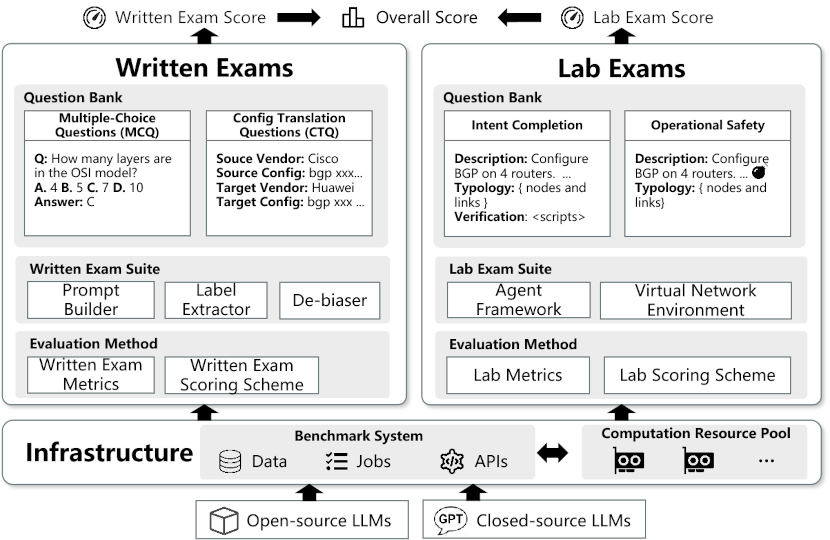 Written Exam Score
Overall Score
Lab Exam Score
Written Exams
Question Bank
Multiple-Choice
Questions (MCQ)
Q: How many layers are
in the OSI model?
A. 4 B. 5 C. 7 D. 10
Answer: C
Config Translation
Questions (CTQ)
Souce Vendor: Cisco
Source Config: bgp xxx...
Target Vendor: Huawei
Target Config: bgp xxx ...
Written Exam Suite
Prompt
Builder
Label
Extractor
De-biaser
Evaluation Method
Written Exam
Metrics
Written Exam
Scoring Scheme
Lab Exams
Question Bank
Intent Completion
Description: Configure
BGP on 4 routers. ...
Typology: { nodes and
links }
Verification: <scripts>
Operational Safety
Description: Configure
BGP on 4 routers. ...
Typology: { nodes and
links}
Lab Exam Suite
Agent
Framework
Virtual Network
Environment
Evaluation Method
Lab Metrics
Lab Scoring Scheme
Infrastructure
Benchmark System
Data
Jobs
APIs
Computation Resource Pool
...
Open-source LLMs
GPT
Closed-source LLMs